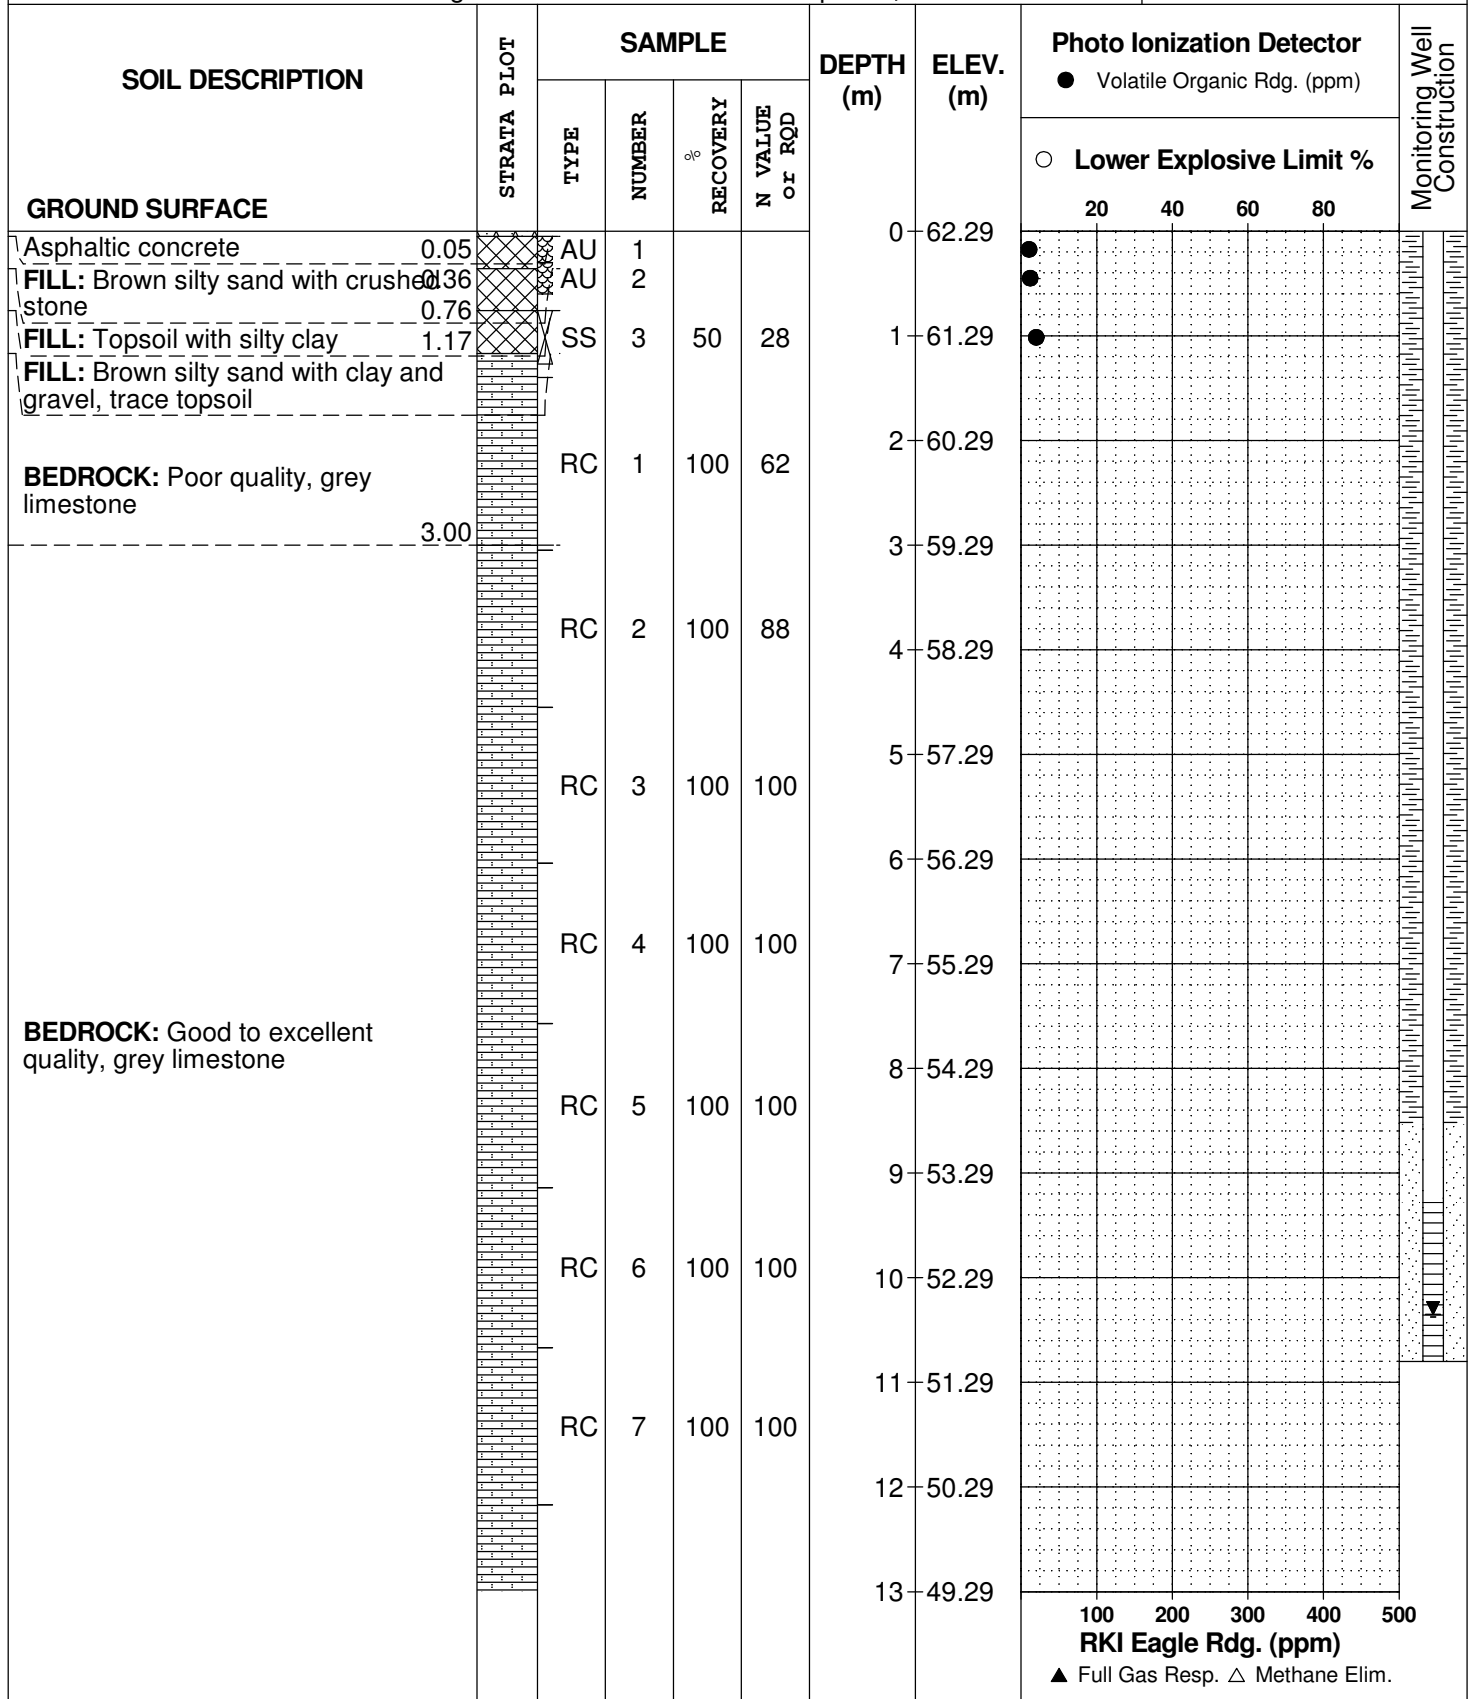 SOIL DESCRIPTION
GROUND SURFACE
STRATA PLOT
SAMPLE
TYPE
NUMBER
% RECOVERY
N VALUE or RQD
DEPTH (m)
ELEV. (m)
Photo Ionization Detector
● Volatile Organic Rdg. (ppm)
○ Lower Explosive Limit %
20 40 60 80
Monitoring Well
Construction
0 62.29
Asphaltic concrete 0.05 AU 1
FILL: Brown silty sand with crushed 0.36 AU 2
stone 0.76
FILL: Topsoil with silty clay 1.17 SS 3 50 28
1 61.29
FILL: Brown silty sand with clay and
gravel, trace topsoil
2 60.29
RC 1 100 62
BEDROCK: Poor quality, grey
limestone
3.00
3 59.29
RC 2 100 88
4 58.29
5 57.29
RC 3 100 100
6 56.29
RC 4 100 100
7 55.29
BEDROCK: Good to excellent
quality, grey limestone
8 54.29
RC 5 100 100
9 53.29
RC 6 100 100
10 52.29
11 51.29
RC 7 100 100
12 50.29
13 49.29
100 200 300 400 500
RKI Eagle Rdg. (ppm)
▲ Full Gas Resp. △ Methane Elim.